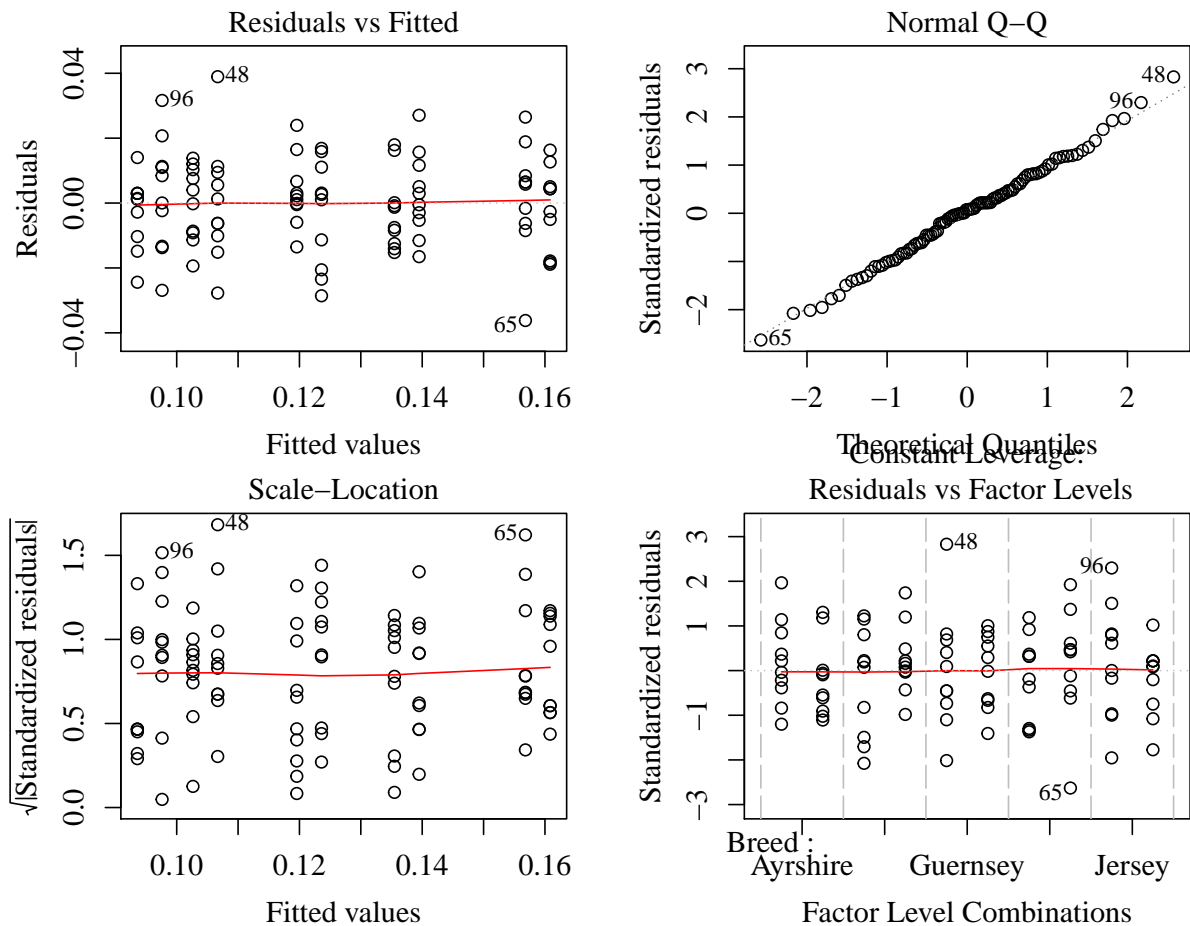 Residuals vs Fitted
Residuals
0.04
0.00
−0.04
96
48
65
0.10 0.12 0.14 0.16
Fitted values
Normal Q−Q
Standardized residuals
3
2
1
0
−2
48
96
65
−2 −1 0 1 2
Theoretical Quantiles
Scale−Location
√|Standardized residuals|
1.5
1.0
0.5
0.0
96
48
65
0.10 0.12 0.14 0.16
Fitted values
Constant Leverage:
Residuals vs Factor Levels
Standardized residuals
3
2
1
−1
−3
48
96
65
Breed :
Ayrshire Guernsey Jersey
Factor Level Combinations